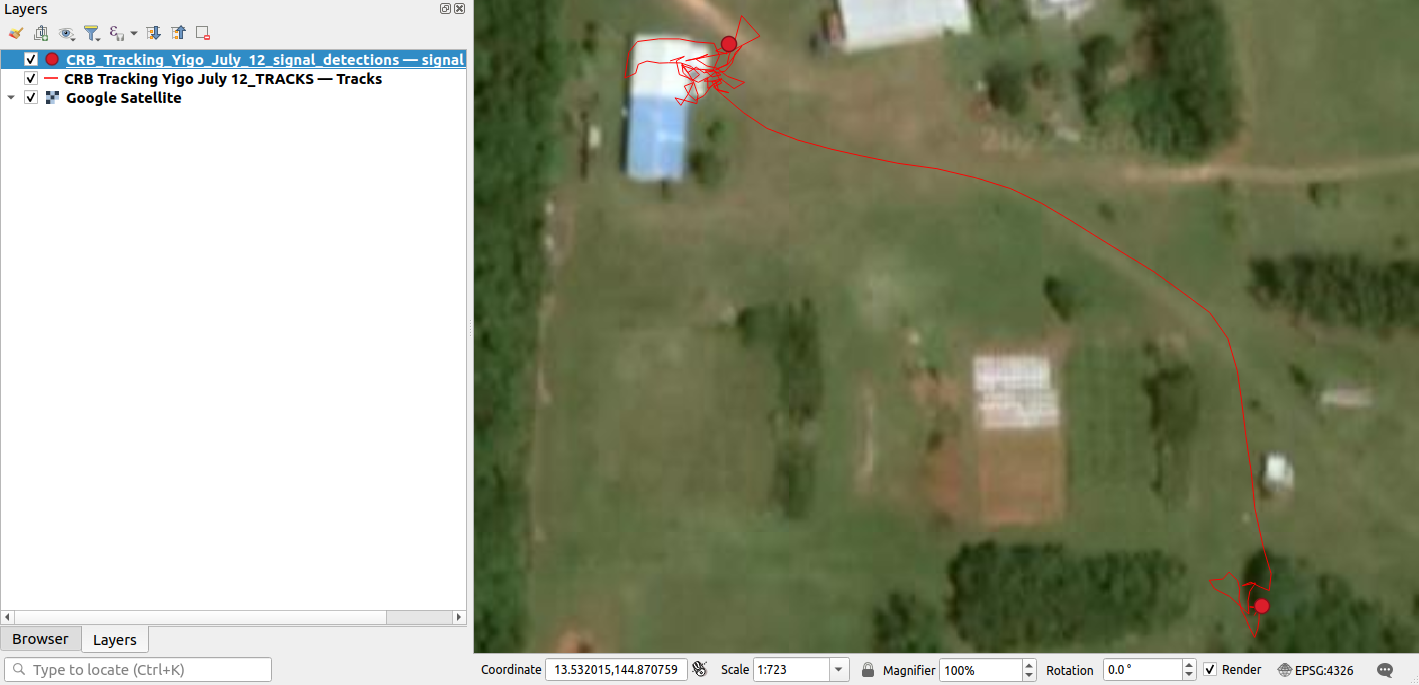 Layers
CRB_Tracking_Yigo_July_12_signal_detections — signal
CRB Tracking Yigo July 12_TRACKS — Tracks
Google Satellite
Browser
Layers
Type to locate (Ctrl+K)
Coordinate 13.532015,144.870759 Scale 1:723 Magnifier 100% Rotation 0.0 ° Render EPSG:4326